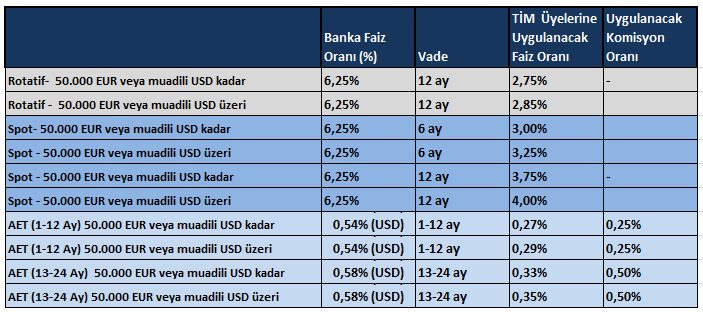 Banka Faiz Oranı (%) Vade TİM Üyelerine Uygulanacak Faiz Oranı Uygulanacak Komisyon Oranı
Rotatif- 50.000 EUR veya muadili USD kadar 6,25% 12 ay 2,75% -
Rotatif - 50.000 EUR veya muadili USD üzeri 6,25% 12 ay 2,85%
Spot- 50.000 EUR veya muadili USD kadar 6,25% 6 ay 3,00%
Spot - 50.000 EUR veya muadili USD üzeri 6,25% 6 ay 3,25%
Spot - 50.000 EUR veya muadili USD kadar 6,25% 12 ay 3,75% -
Spot - 50.000 EUR veya muadili USD üzeri 6,25% 12 ay 4,00%
AET (1-12 Ay) 50.000 EUR veya muadili USD kadar 0,54% (USD) 1-12 ay 0,27% 0,25%
AET (1-12 Ay) 50.000 EUR veya muadili USD üzeri 0,54% (USD) 1-12 ay 0,29% 0,25%
AET (13-24 Ay) 50.000 EUR veya muadili USD kadar 0,58% (USD) 13-24 ay 0,33% 0,50%
AET (13-24 Ay) 50.000 EUR veya muadili USD üzeri 0,58% (USD) 13-24 ay 0,35% 0,50%